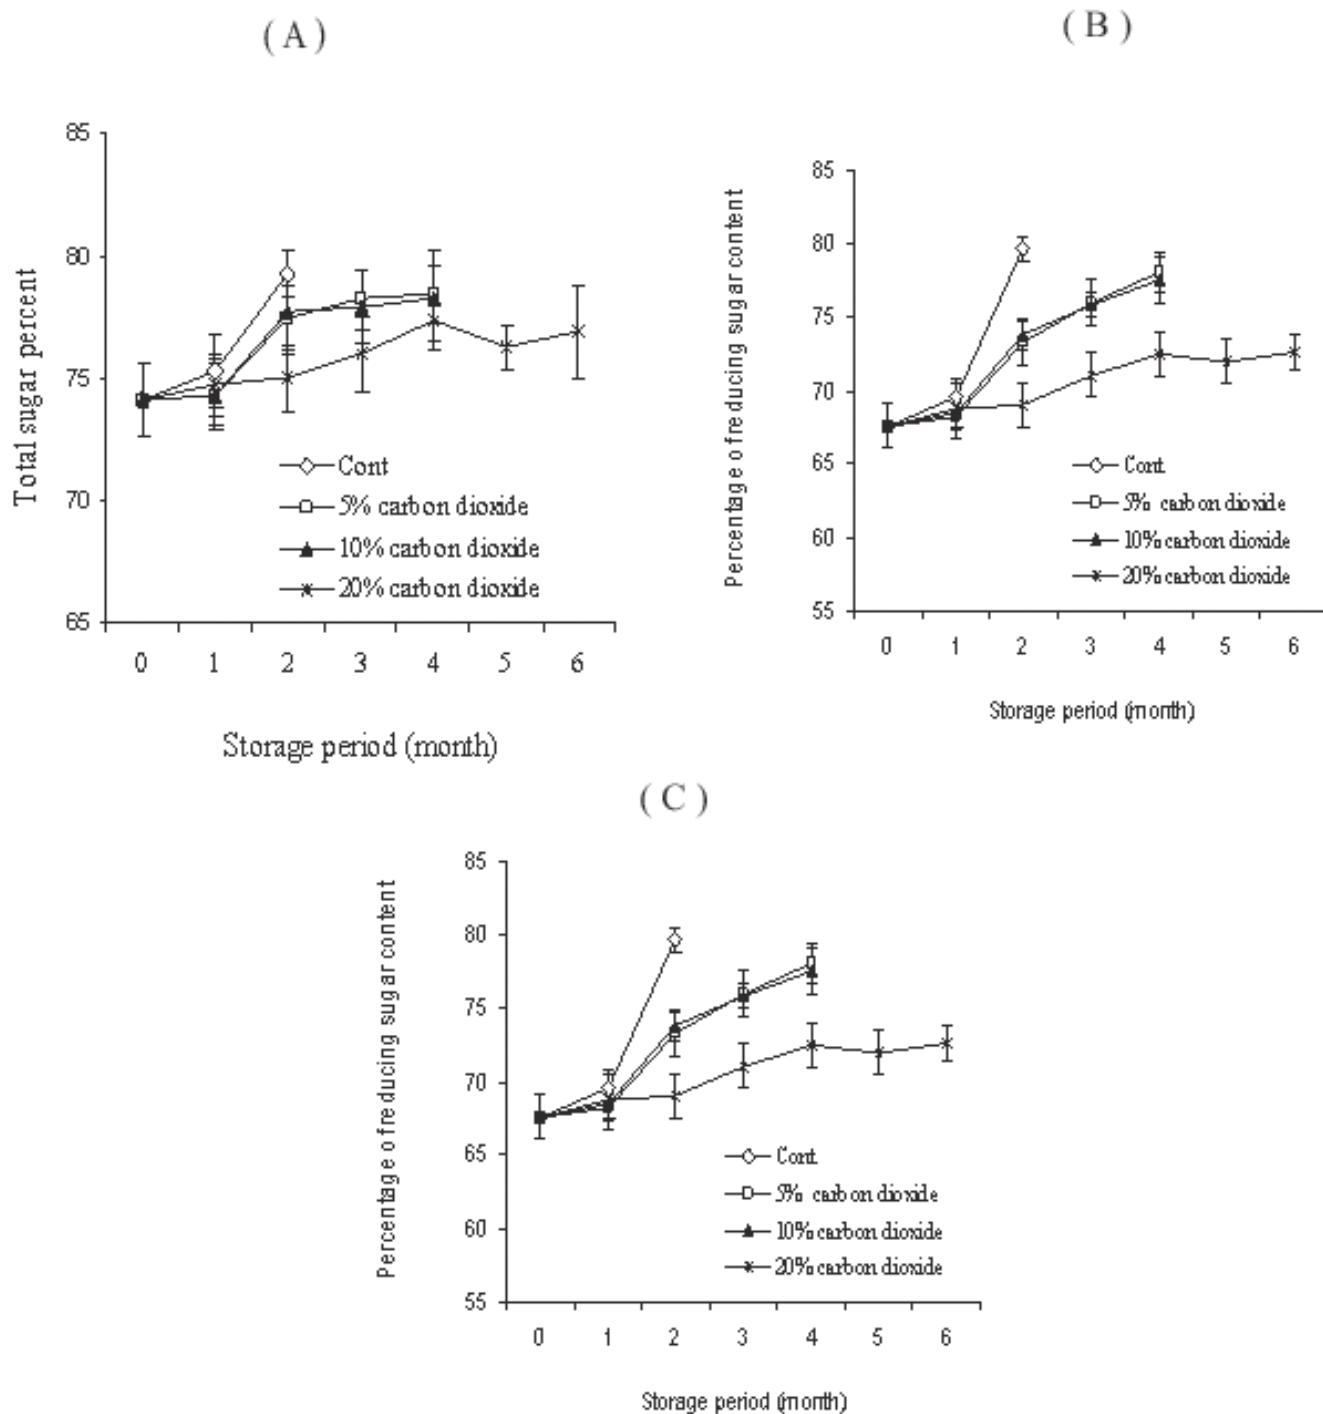 ( A )
85
80
75
70
65
Total sugar percent
Cont
5% carbon dioxide
10% carbon dioxide
20% carbon dioxide
0 1 2 3 4 5 6
Storage period (month)
( B )
85
80
75
70
65
60
55
Percentage of reducing sugar content
Cont
5% carbon dioxide
10% carbon dioxide
20% carbon dioxide
0 1 2 3 4 5 6
Storage period (month)
( C )
85
80
75
70
65
60
55
Percentage of reducing sugar content
Cont
5% carbon dioxide
10% carbon dioxide
20% carbon dioxide
0 1 2 3 4 5 6
Storage period (month)